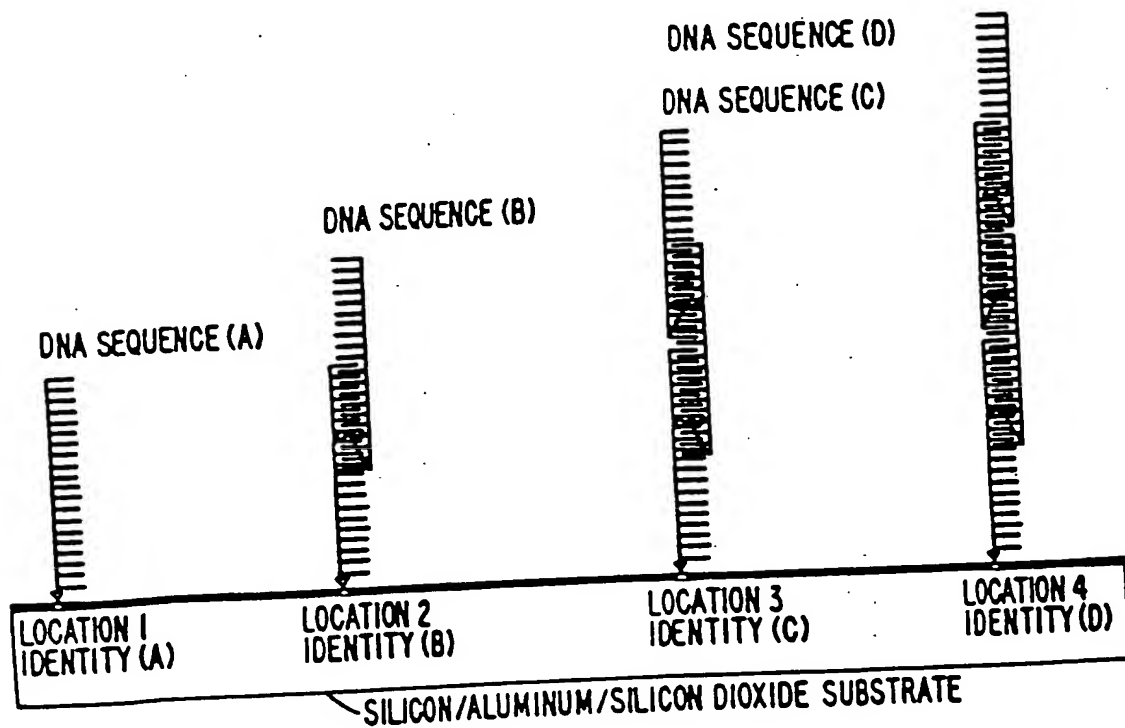 DNA SEQUENCE (D)
DNA SEQUENCE (C)
DNA SEQUENCE (B)
DNA SEQUENCE (A)
LOCATION 1
IDENTITY (A)
LOCATION 2
IDENTITY (B)
LOCATION 3
IDENTITY (C)
LOCATION 4
IDENTITY (D)
SILICON/ALUMINUM/SILICON DIOXIDE SUBSTRATE